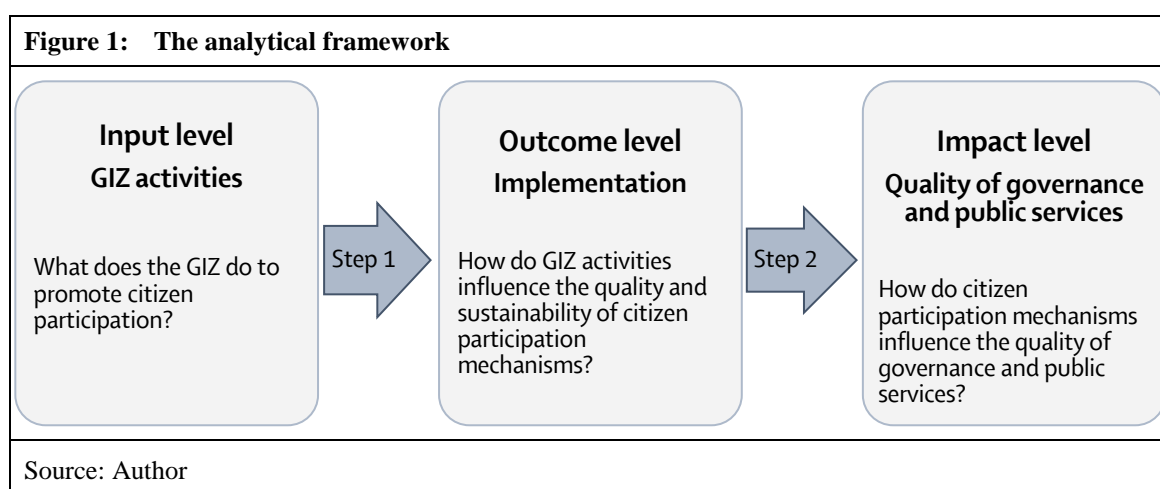 Figure 1: The analytical framework
Input level
GIZ activities
What does the GIZ do to
promote citizen
participation?
Step 1
Outcome level
Implementation
How do GIZ activities
influence the quality and
sustainability of citizen
participation
mechanisms?
Step 2
Impact level
Quality of governance
and public services
How do citizen
participation mechanisms
influence the quality of
governance and public
services?
Source: Author